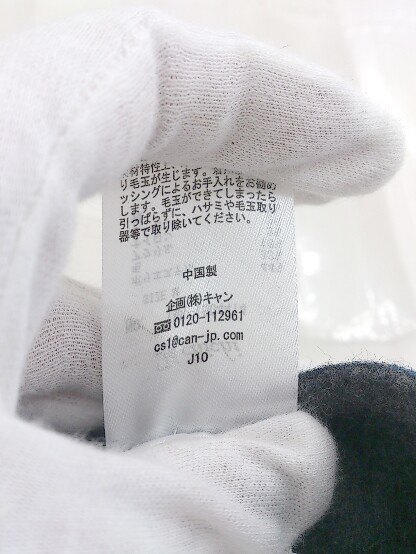 材特性上、
り毛玉が生じます。着
ッシングによるお手入れをお勧め
します。毛玉ができてしまったら
引っぱらずに、ハサミや毛玉取り
器等で取り除いてください。
中国製
企画(株)キャン
0120-112961
cs1@can-jp.com
J10